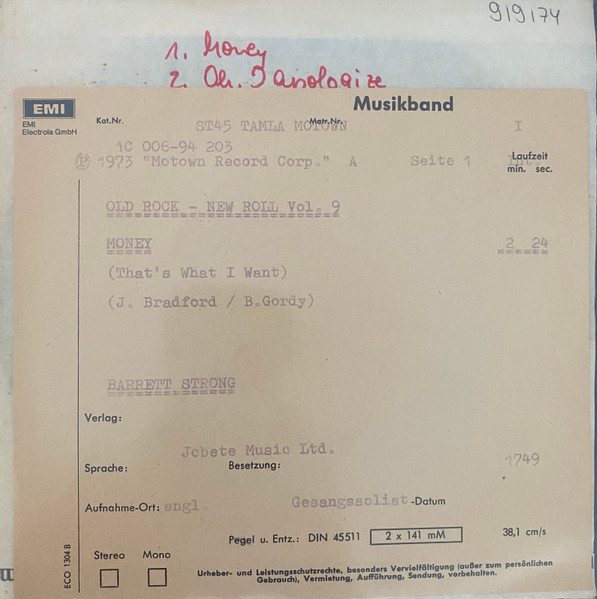 919174
1. Money
2. Oh. I apologize
EMI
EMI
Electrola GmbH
Musikband
Kat.Nr. ST45 TAMLA MOTOWN Matr.Nr. I
1C 006-94 203
Ⓟ 1973 "Motown Record Corp." A Seite 1 Laufzeit
min. sec.
OLD ROCK - NEW ROLL Vol. 9
MONEY 2 24
(That's What I Want)
(J. Bradford / B.Gordy)
BARRETT STRONG
Verlag:
Jobete Music Ltd.
Sprache: Besetzung: 1749
Aufnahme-Ort: engl. Gesangssolist -Datum
Pegel u. Entz.: DIN 45511 2 x 141 mM 38,1 cm/s
Stereo Mono
ECO 1304 B
Urheber- und Leistungsschutzrechte, besonders Vervielfältigung (außer zum persönlichen
Gebrauch), Vermietung, Aufführung, Sendung, vorbehalten.